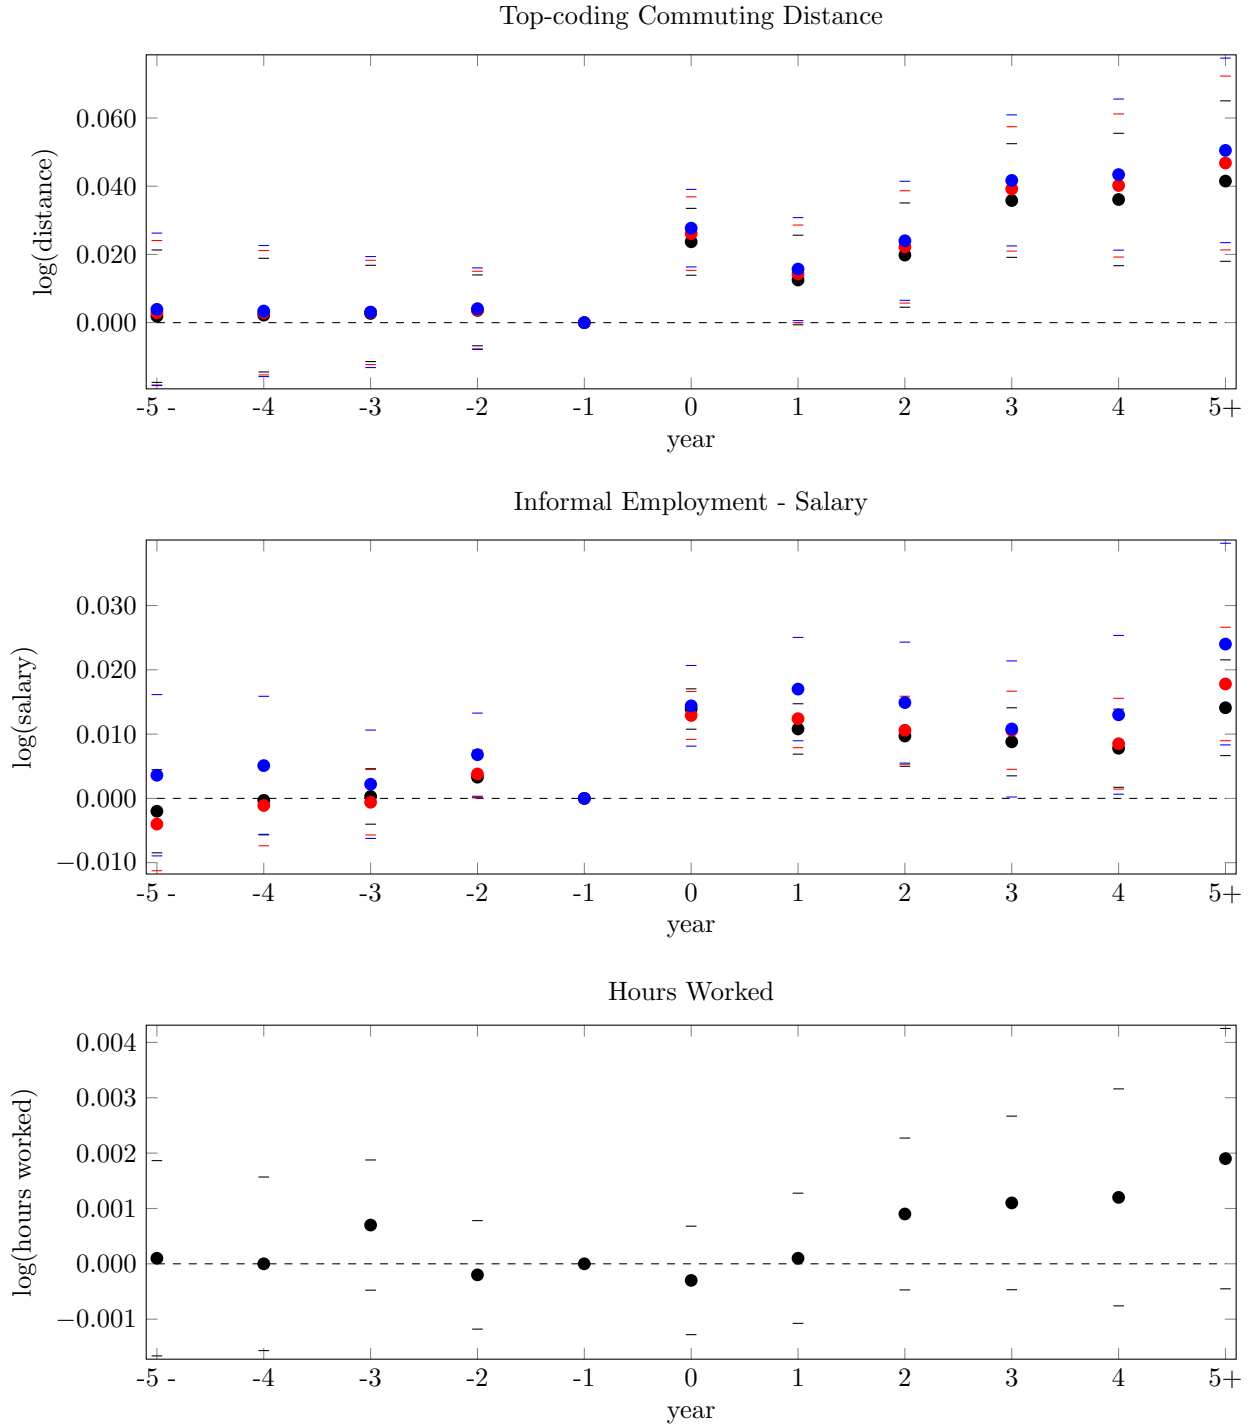 Top-coding Commuting Distance
0.060
0.040
0.020
0.000
log(distance)
-5 - -4 -3 -2 -1 0 1 2 3 4 5+
year
Informal Employment - Salary
0.030
0.020
0.010
0.000
−0.010
log(salary)
-5 - -4 -3 -2 -1 0 1 2 3 4 5+
year
Hours Worked
0.004
0.003
0.002
0.001
0.000
−0.001
log(hours worked)
-5 - -4 -3 -2 -1 0 1 2 3 4 5+
year